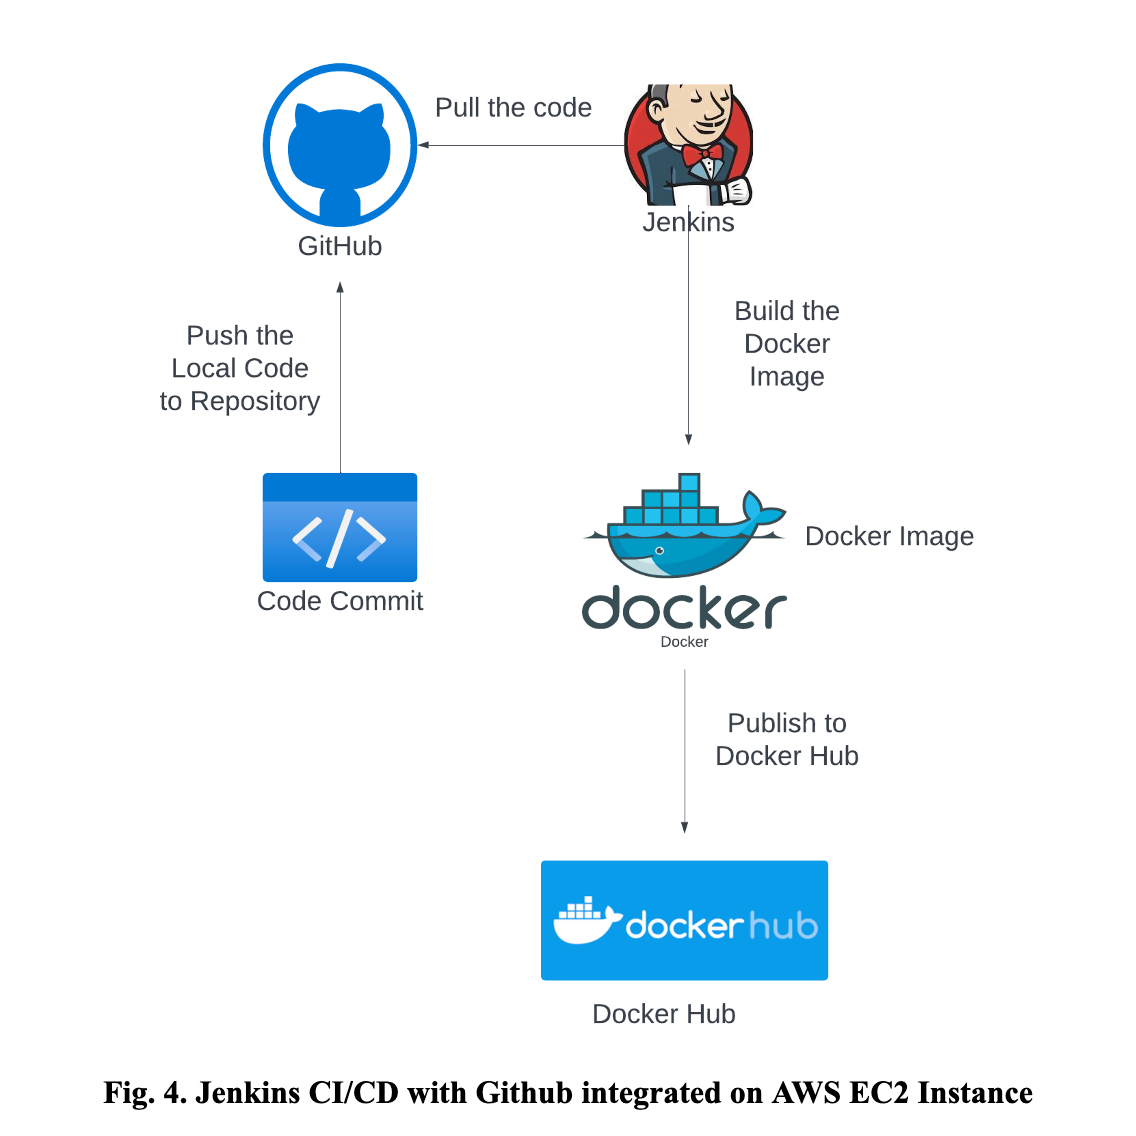 Pull the code
Jenkins
GitHub
Push the
Local Code
to Repository
Build the
Docker
Image
Code Commit
docker
Docker
Docker Image
Publish to
Docker Hub
dockerhub
Docker Hub
Fig. 4. Jenkins CI/CD with Github integrated on AWS EC2 Instance